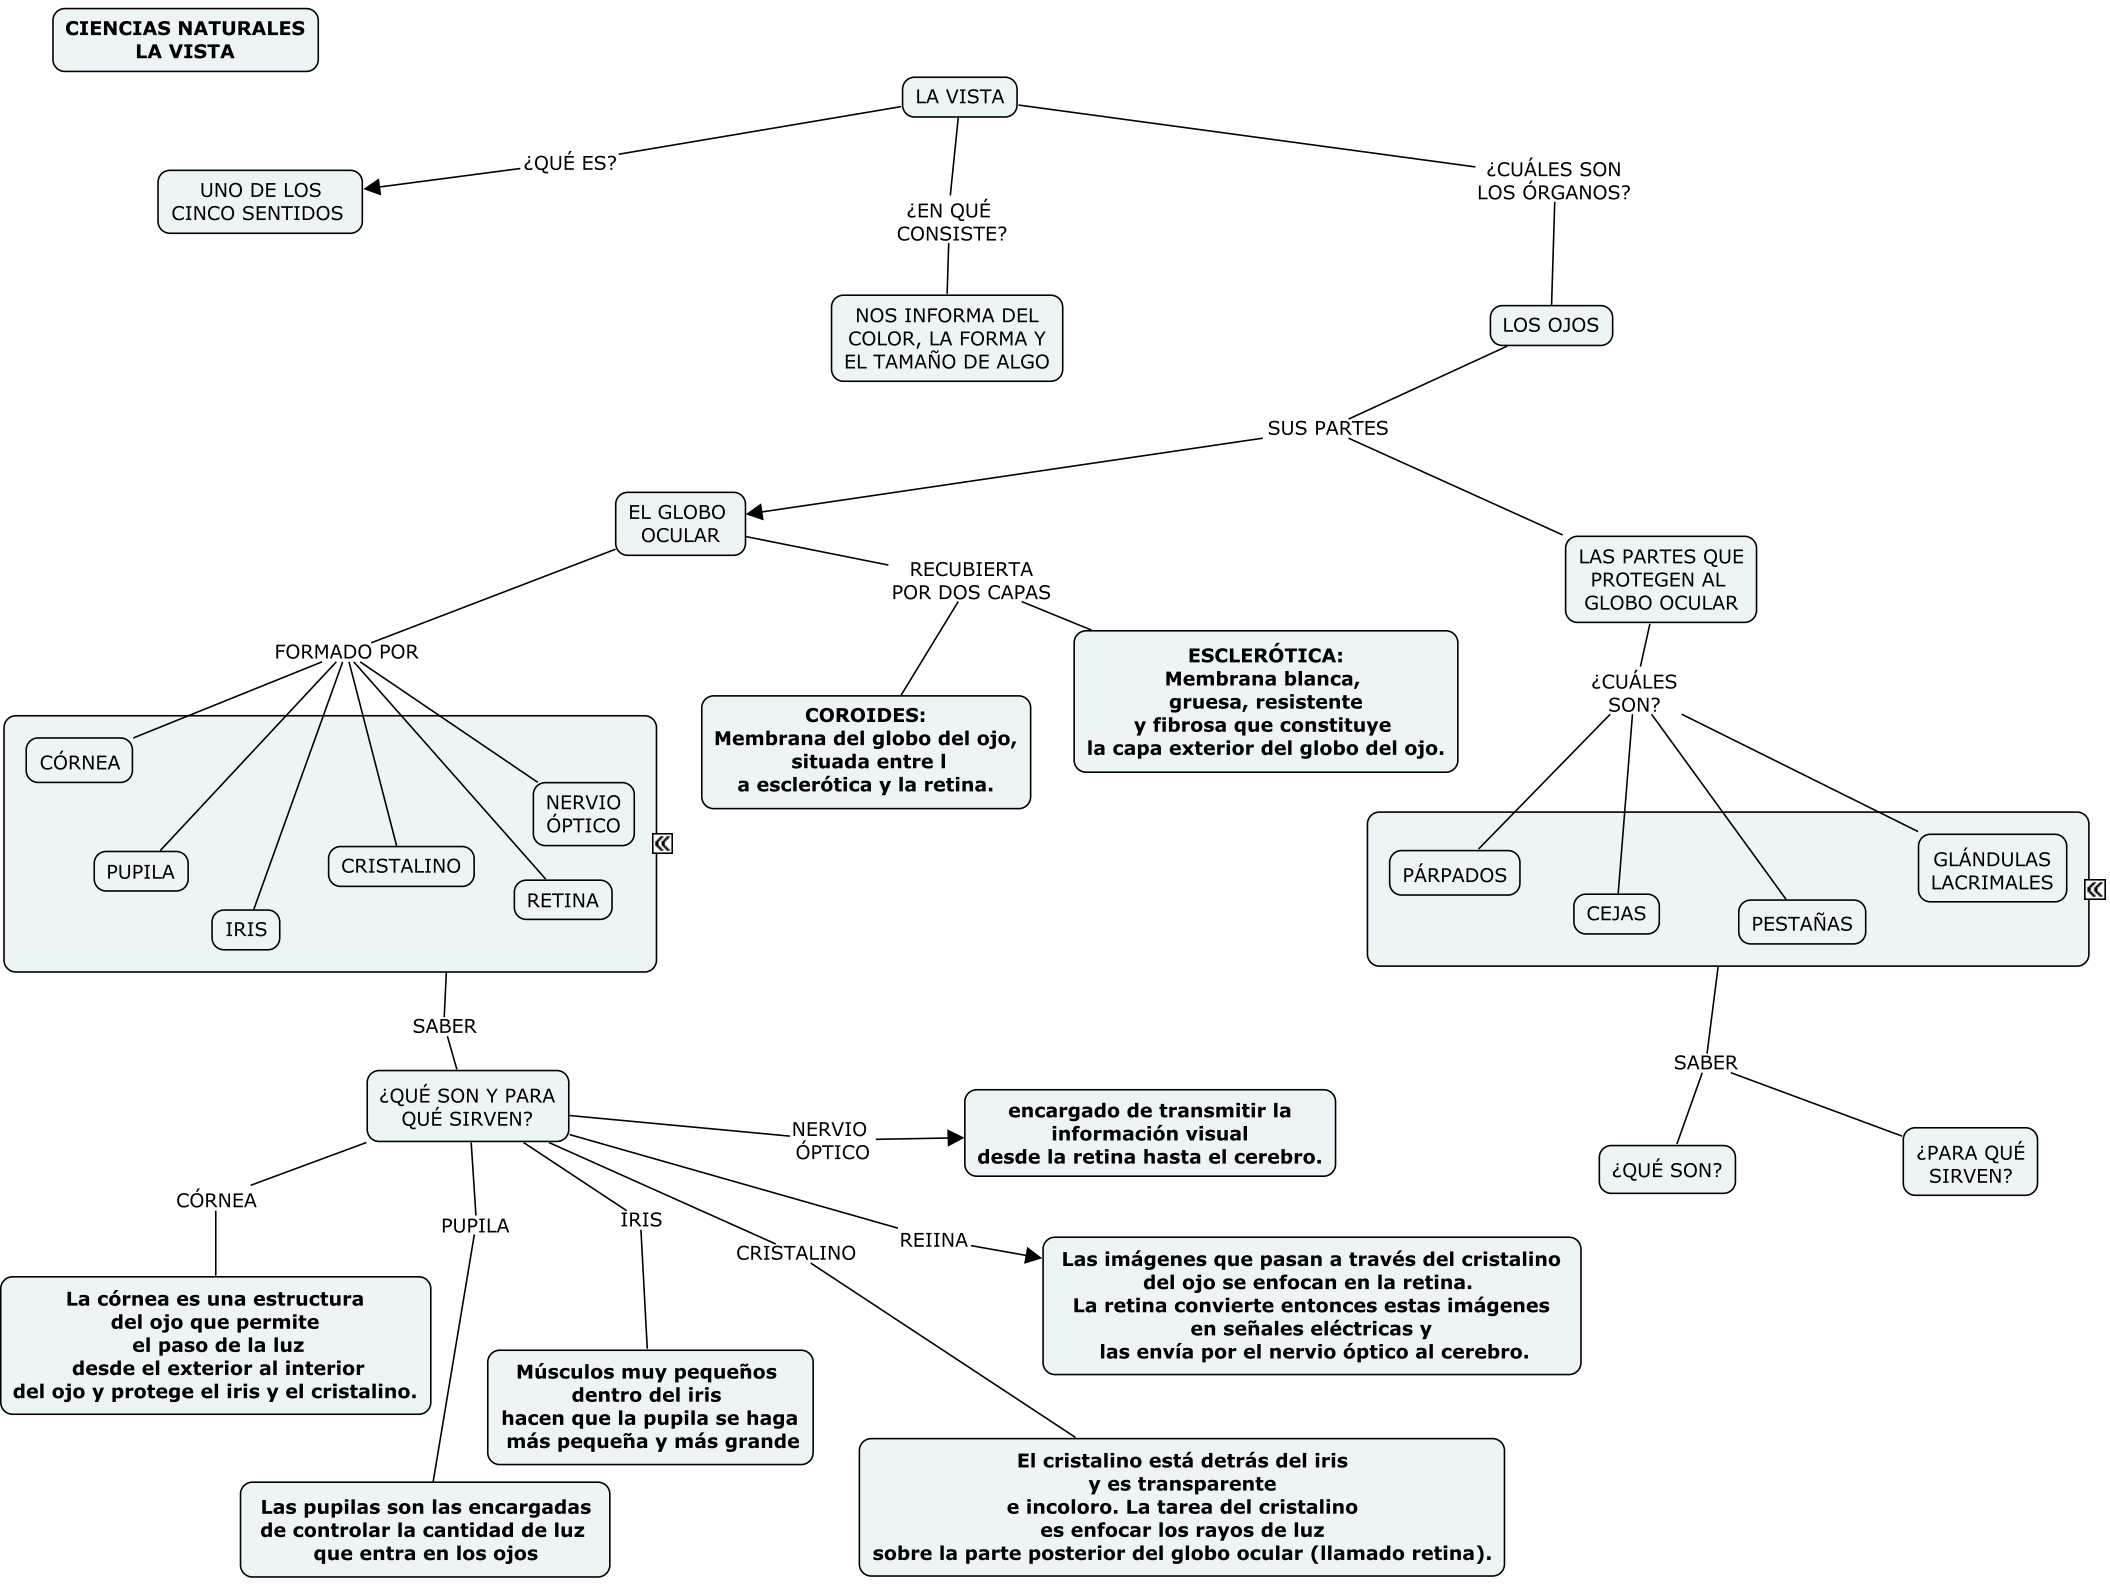 CIENCIAS NATURALES
LA VISTA
LA VISTA
¿QUÉ ES?
UNO DE LOS
CINCO SENTIDOS
¿EN QUÉ
CONSISTE?
NOS INFORMA DEL
COLOR, LA FORMA Y
EL TAMAÑO DE ALGO
¿CUÁLES SON
LOS ÓRGANOS?
LOS OJOS
SUS PARTES
EL GLOBO
OCULAR
RECUBIERTA
POR DOS CAPAS
COROIDES:
Membrana del globo del ojo,
situada entre l
a esclerótica y la retina.
ESCLERÓTICA:
Membrana blanca,
gruesa, resistente
y fibrosa que constituye
la capa exterior del globo del ojo.
LAS PARTES QUE
PROTEGEN AL
GLOBO OCULAR
¿CUÁLES
SON?
PÁRPADOS
CEJAS
PESTAÑAS
GLÁNDULAS
LACRIMALES
SABER
¿QUÉ SON?
¿PARA QUÉ
SIRVEN?
FORMADO POR
CÓRNEA
PUPILA
IRIS
CRISTALINO
RETINA
NERVIO
ÓPTICO
SABER
¿QUÉ SON Y PARA
QUÉ SIRVEN?
NERVIO
ÓPTICO
encargado de transmitir la
información visual
desde la retina hasta el cerebro.
CÓRNEA
La córnea es una estructura
del ojo que permite
el paso de la luz
desde el exterior al interior
del ojo y protege el iris y el cristalino.
PUPILA
Las pupilas son las encargadas
de controlar la cantidad de luz
que entra en los ojos
IRIS
Músculos muy pequeños
dentro del iris
hacen que la pupila se haga
más pequeña y más grande
CRISTALINO
El cristalino está detrás del iris
y es transparente
e incoloro. La tarea del cristalino
es enfocar los rayos de luz
sobre la parte posterior del globo ocular (llamado retina).
REIINA
Las imágenes que pasan a través del cristalino
del ojo se enfocan en la retina.
La retina convierte entonces estas imágenes
en señales eléctricas y
las envía por el nervio óptico al cerebro.